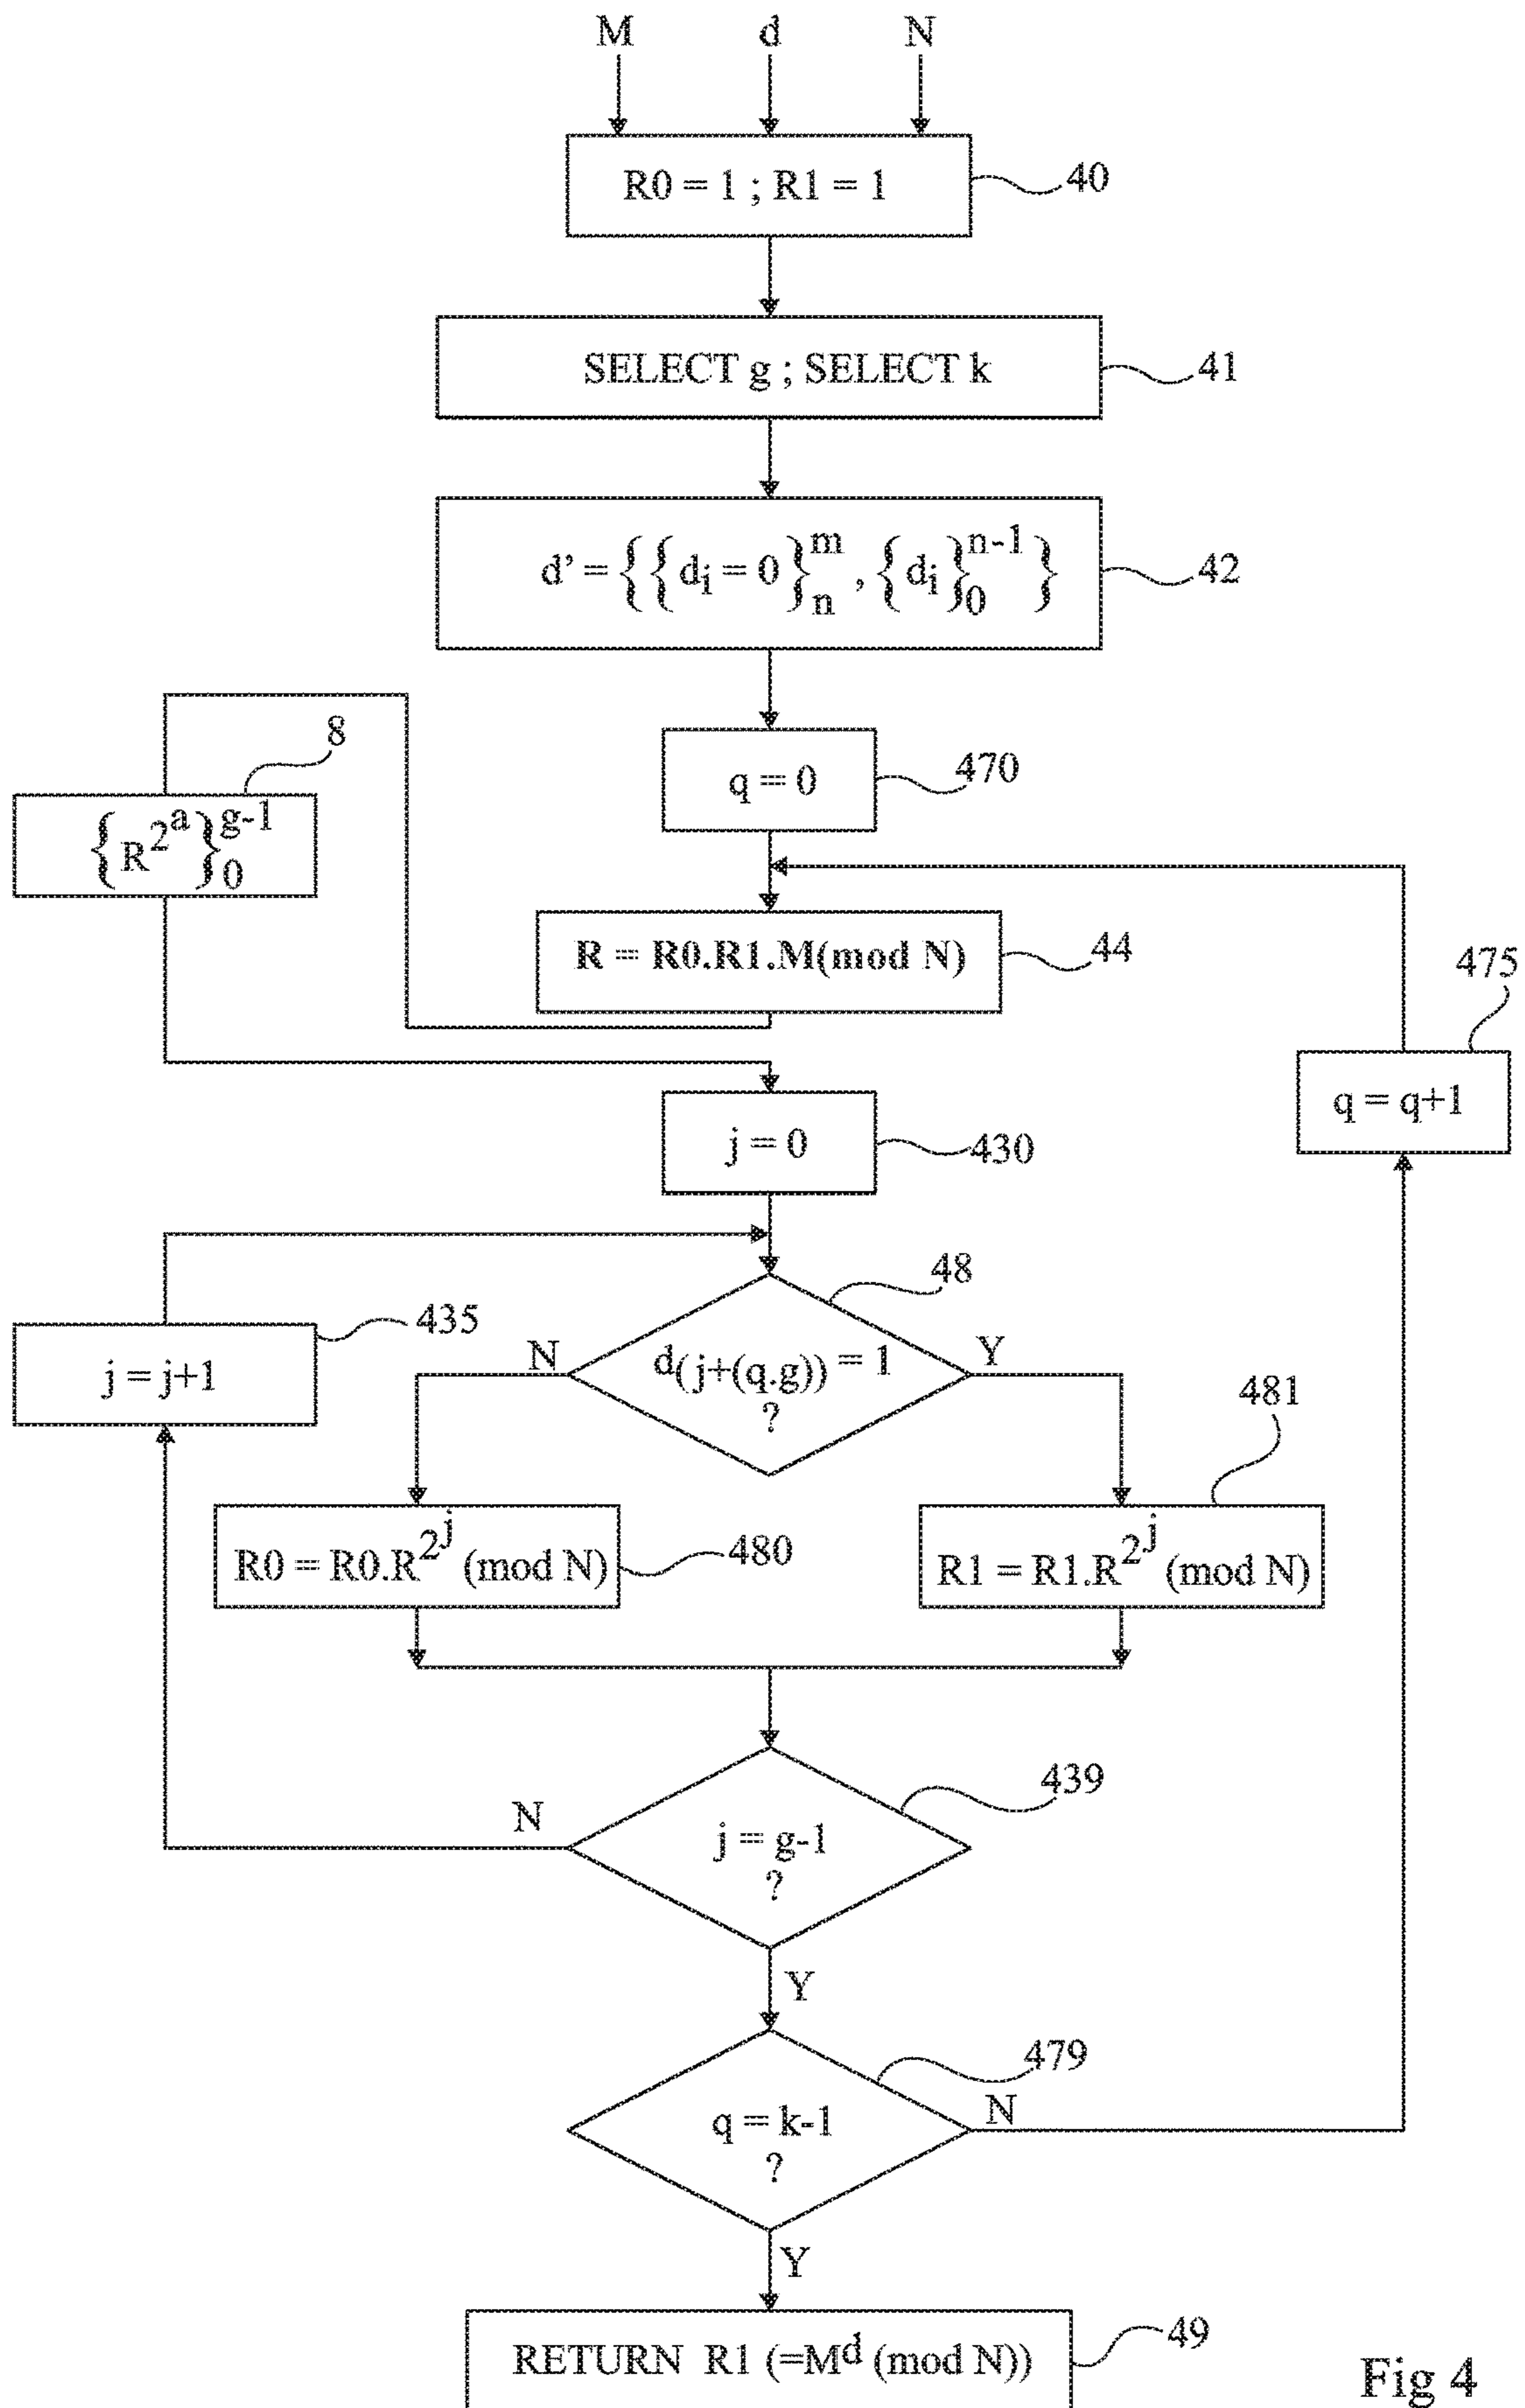 M d N
R0 = 1 ; R1 = 1
40
SELECT g ; SELECT k
41
d' = { { d_i = 0 }_n^m , { d_i }_0^{n-1} }
42
q = 0
470
8
{ R^{2^a} }_0^{g-1}
R = R0.R1.M(mod N)
44
475
q = q+1
j = 0
430
48
435
j = j+1
N
d_{(j+(q.g))} = 1
?
Y
481
R0 = R0.R^{2^j} (mod N)
480
R1 = R1.R^{2^j} (mod N)
439
N
j = g-1
?
Y
479
q = k-1
?
N
Y
RETURN R1 (=M^d (mod N))
49
Fig 4